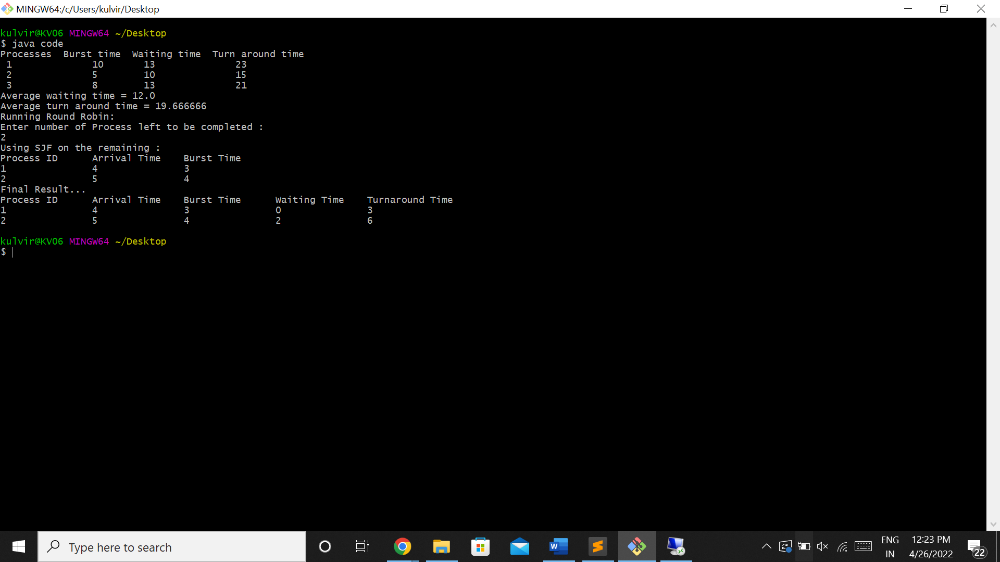 MINGW64:/c/Users/kulvir/Desktop
kulvir@KV06 MINGW64 ~/Desktop
$ java code
Processes  Burst time  Waiting time  Turn around time
 1              10       13              23
 2              5        10              15
 3              8        13              21
Average waiting time = 12.0
Average turn around time = 19.666666
Running Round Robin:
Enter number of Process left to be completed :
2
Using SJF on the remaining :
Process ID      Arrival Time    Burst Time
1               4               3
2               5               4
Final Result...
Process ID      Arrival Time    Burst Time      Waiting Time    Turnaround Time
1               4               3               0               3
2               5               4               2               6
kulvir@KV06 MINGW64 ~/Desktop
$
Type here to search
W
ENG
IN
12:23 PM
4/26/2022
22